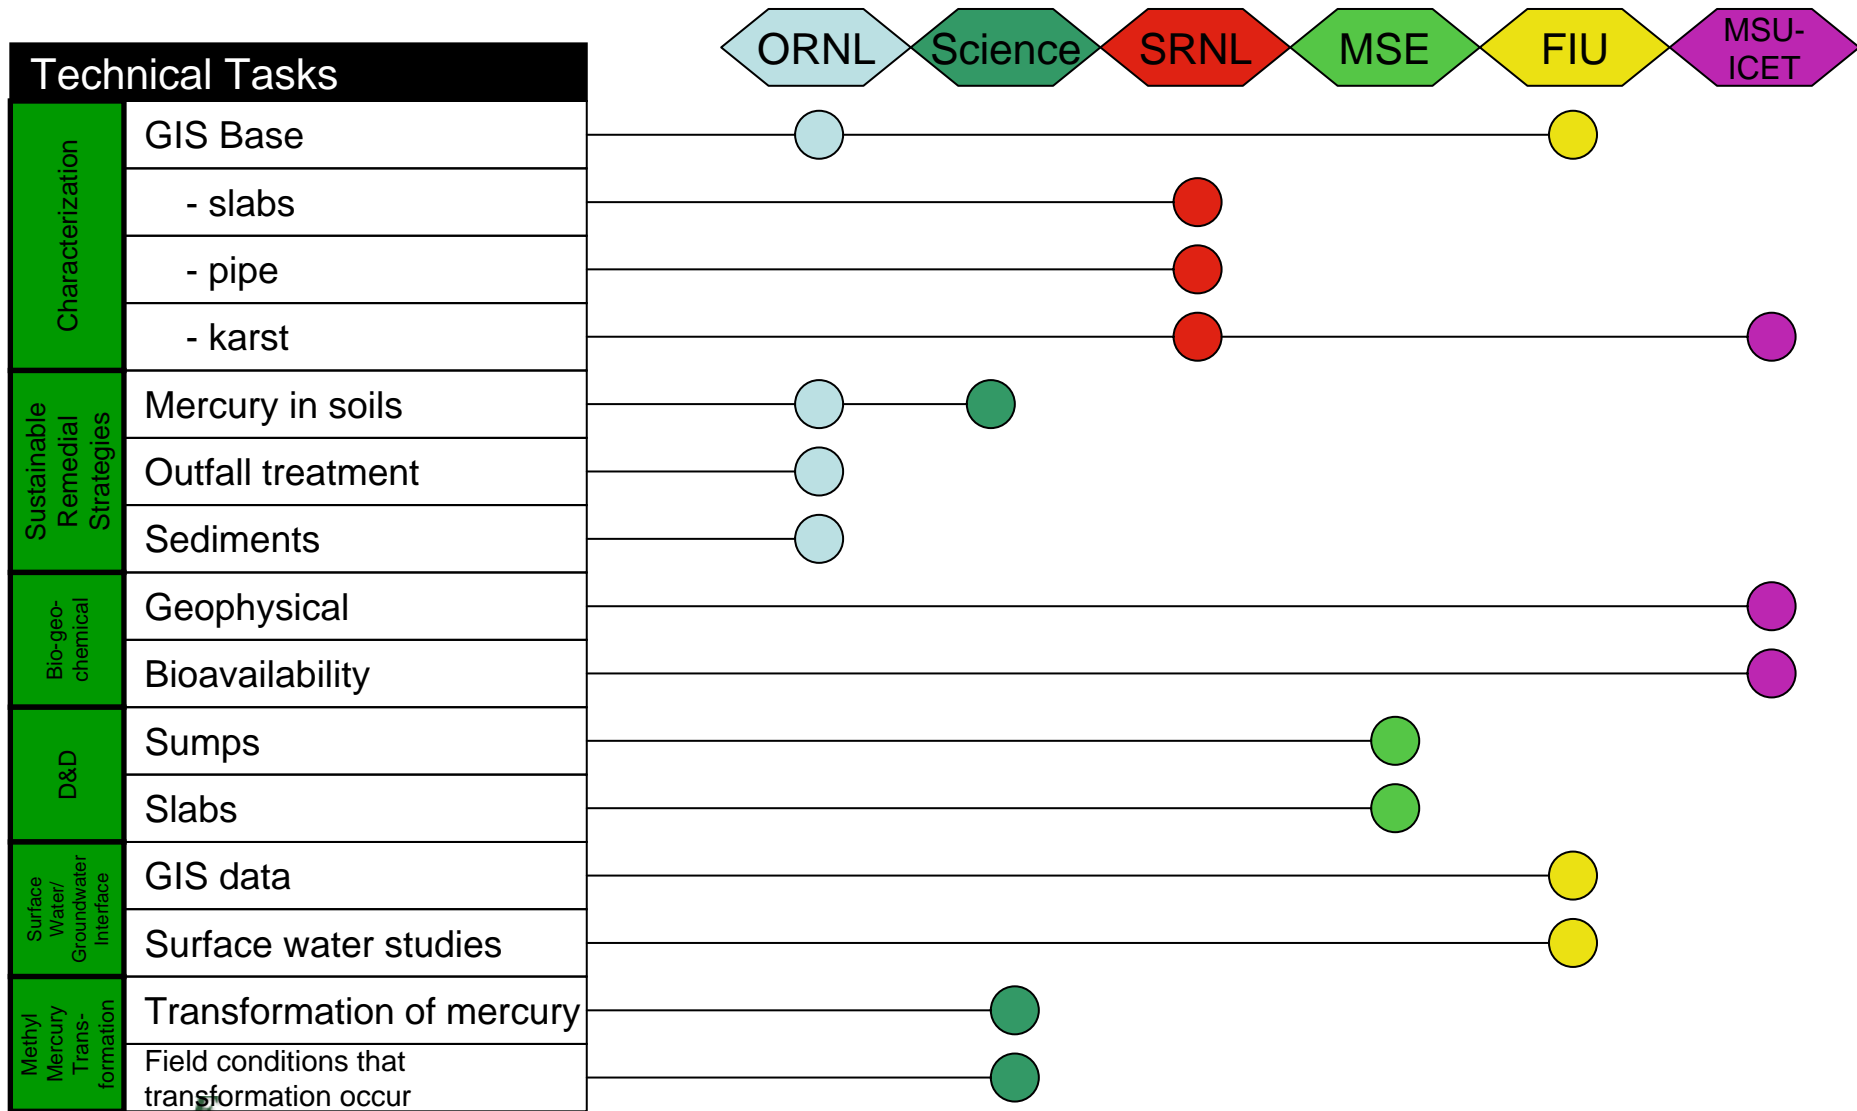 ORNL
Science
SRNL
MSE
FIU
MSU-
ICET
Technical Tasks
Characterization
GIS Base
- slabs
- pipe
- karst
Sustainable
Remedial
Strategies
Mercury in soils
Outfall treatment
Sediments
Bio-geo-
chemical
Geophysical
Bioavailability
D&D
Sumps
Slabs
Surface
Water/
Groundwater
Interface
GIS data
Surface water studies
Methyl
Mercury
Trans-
formation
Transformation of mercury
Field conditions that
transformation occur